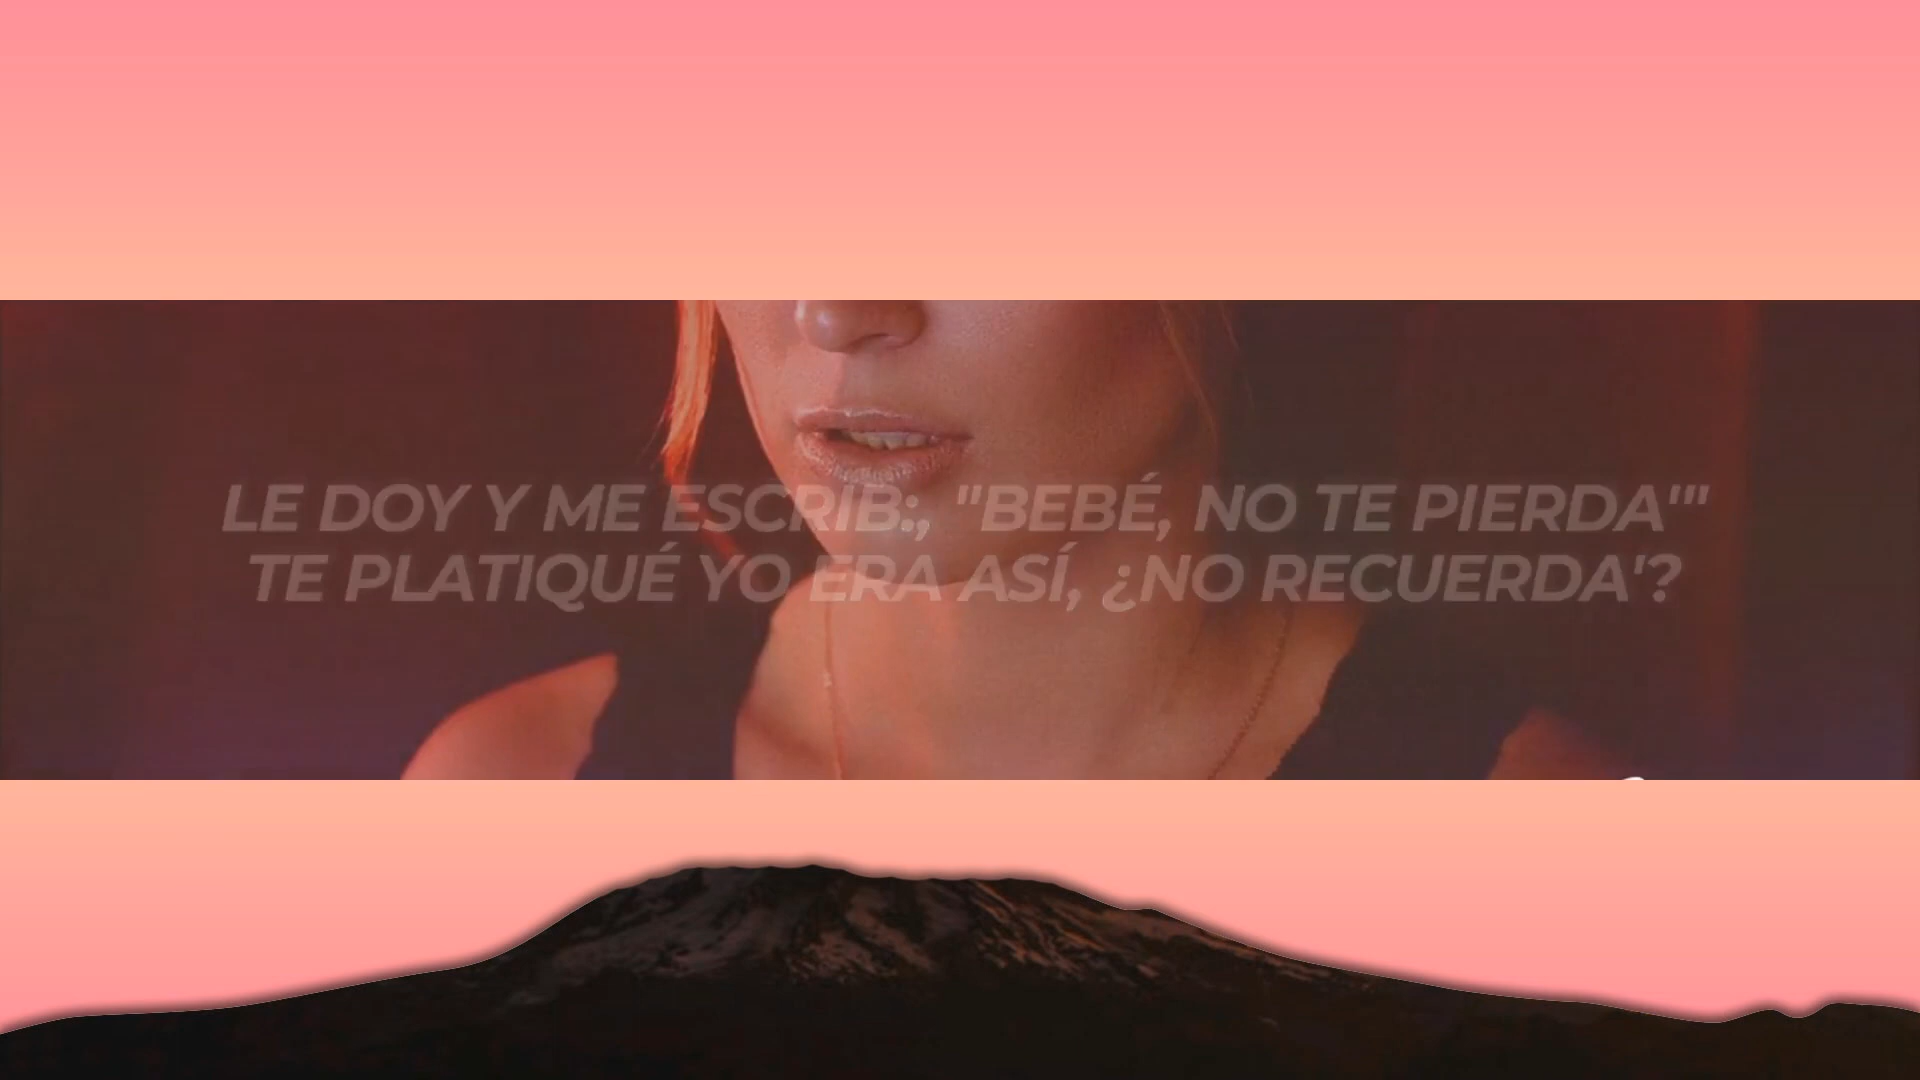 LE DOY Y ME ESCRIB:, "BEBÉ, NO TE PIERDA'"
TE PLATIQUÉ YO ERA ASÍ, ¿NO RECUERDA'?